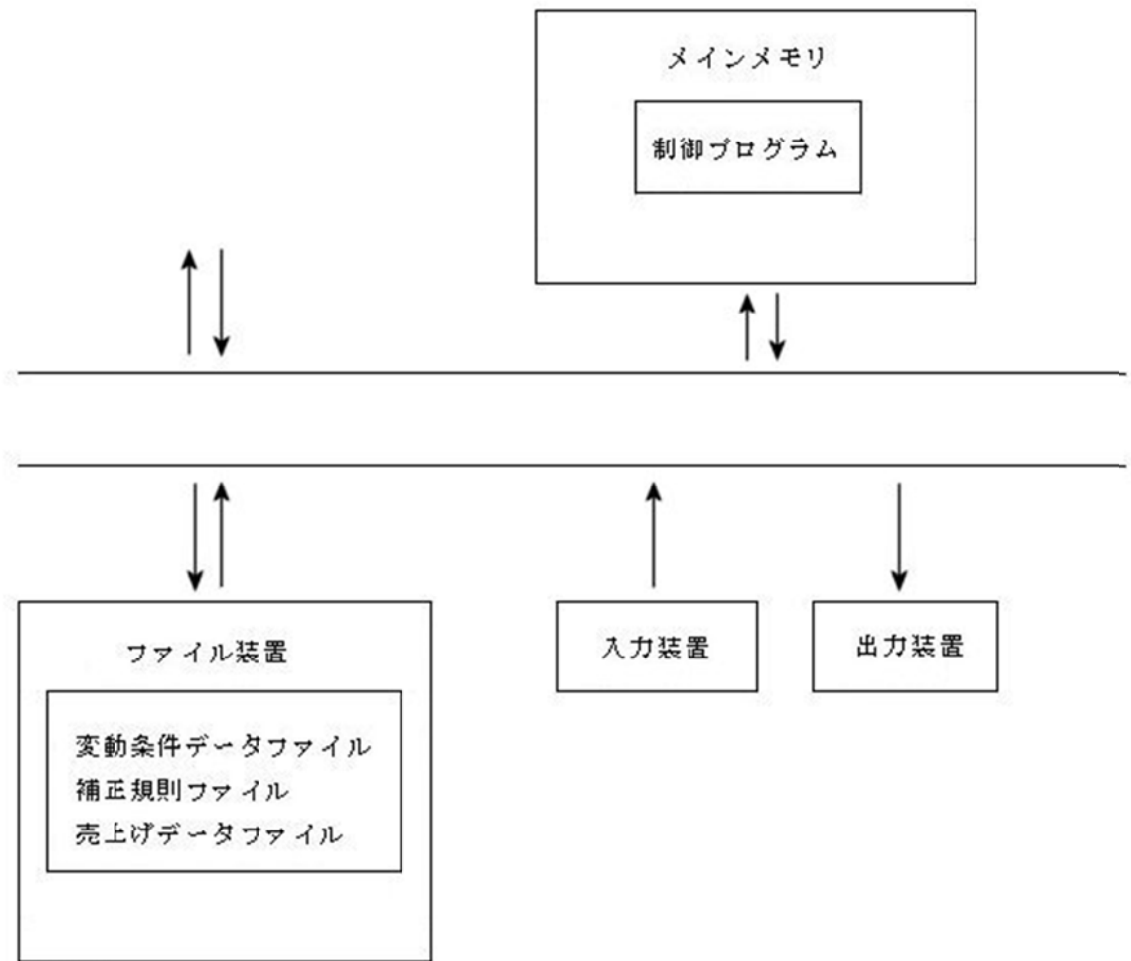 メインメモリ
制御プログラム
ファイル装置
変動条件データファイル
補正規則ファイル
売上げデータファイル
入力装置
出力装置